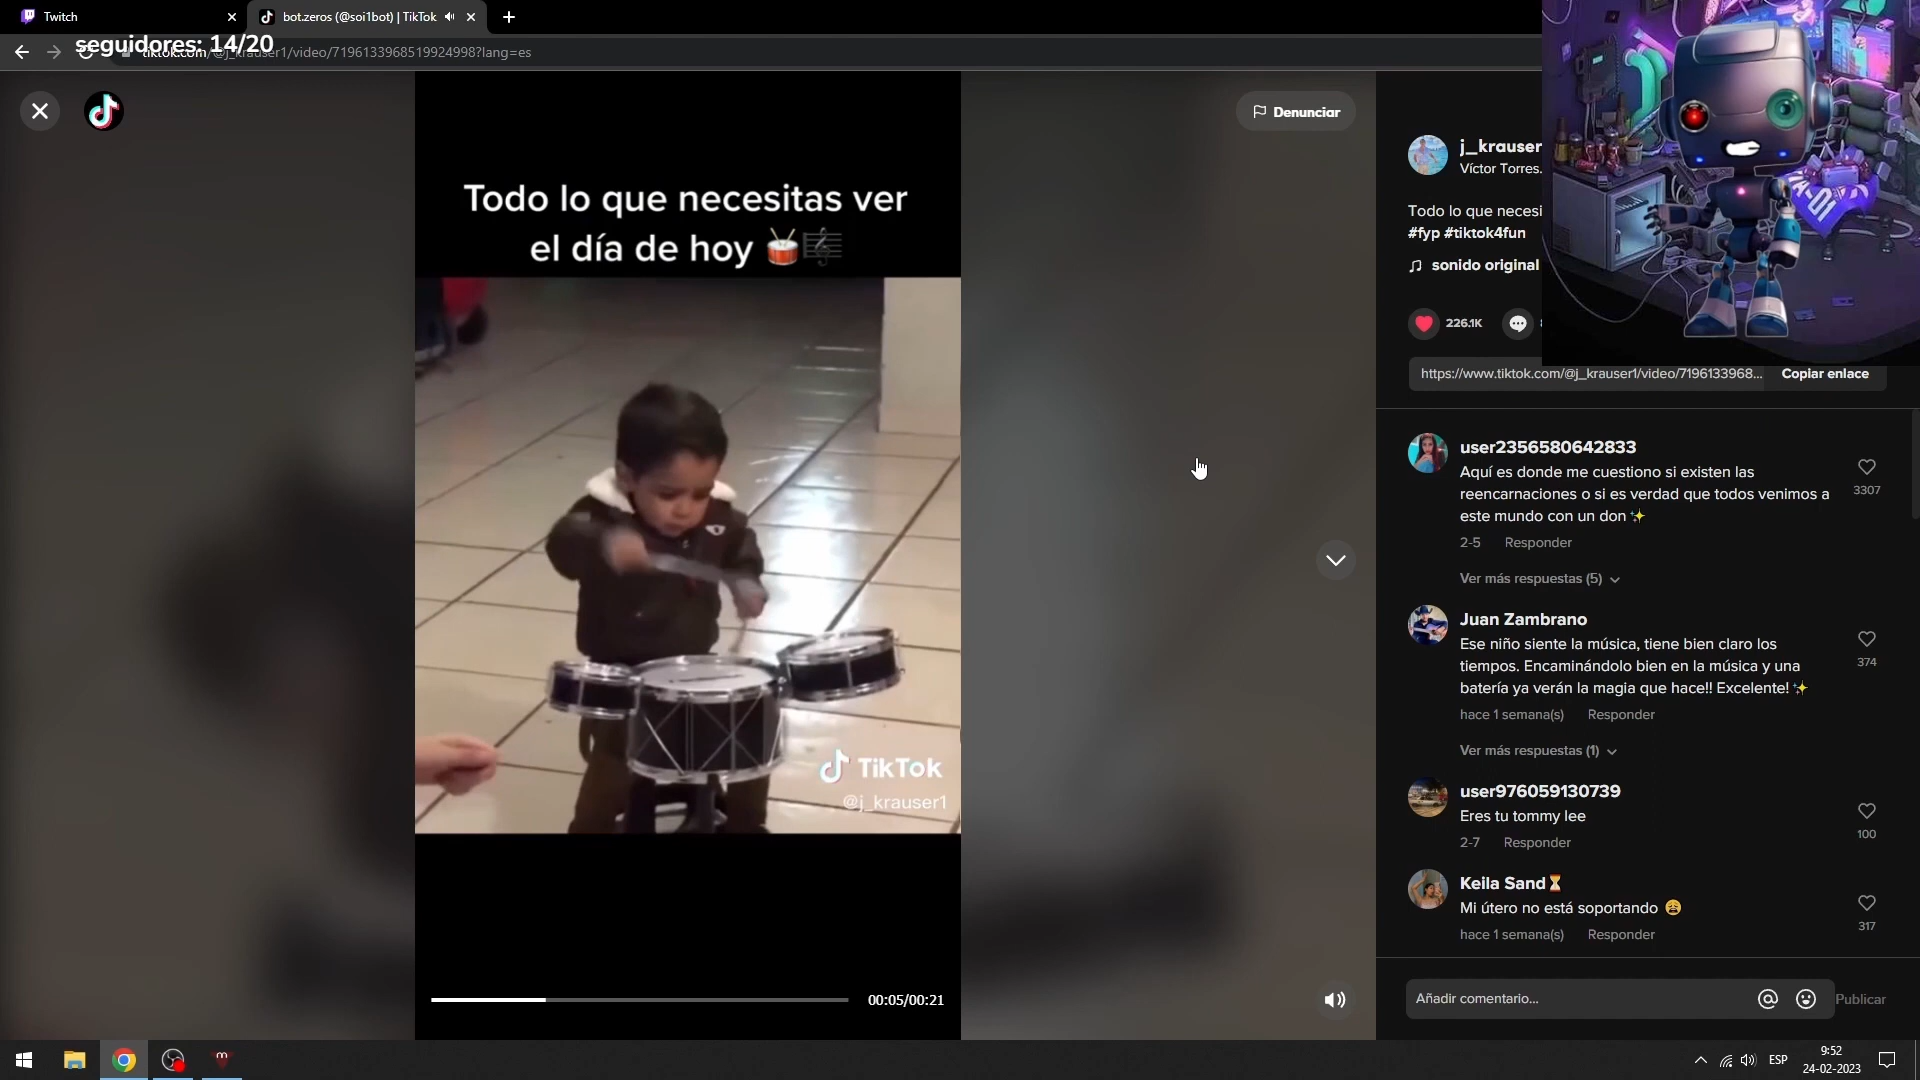 Twitch
bot.zeros (@soi1bot) | TikTok
seguidores: 14/20
tiktok.com/@j_krauser1/video/7196133968519924998?lang=es
Denunciar
Todo lo que necesitas ver
el día de hoy
TikTok
@j_krauser1
00:05/00:21
j_krauser
Víctor Torres.
Todo lo que necesi
#fyp #tiktok4fun
sonido original
226.1K
https://www.tiktok.com/@j_krauser1/video/7196133968...
Copiar enlace
user2356580642833
Aquí es donde me cuestiono si existen las
reencarnaciones o si es verdad que todos venimos a
este mundo con un don ✨
3307
2-5 Responder
Ver más respuestas (5)
Juan Zambrano
Ese niño siente la música, tiene bien claro los
tiempos. Encaminándolo bien en la música y una
batería ya verán la magia que hace!! Excelente! ✨
374
hace 1 semana(s) Responder
Ver más respuestas (1)
user976059130739
Eres tu tommy lee
100
2-7 Responder
Keila Sand⏳
Mi útero no está soportando 😩
317
hace 1 semana(s) Responder
Añadir comentario...
Publicar
ESP
9:52
24-02-2023